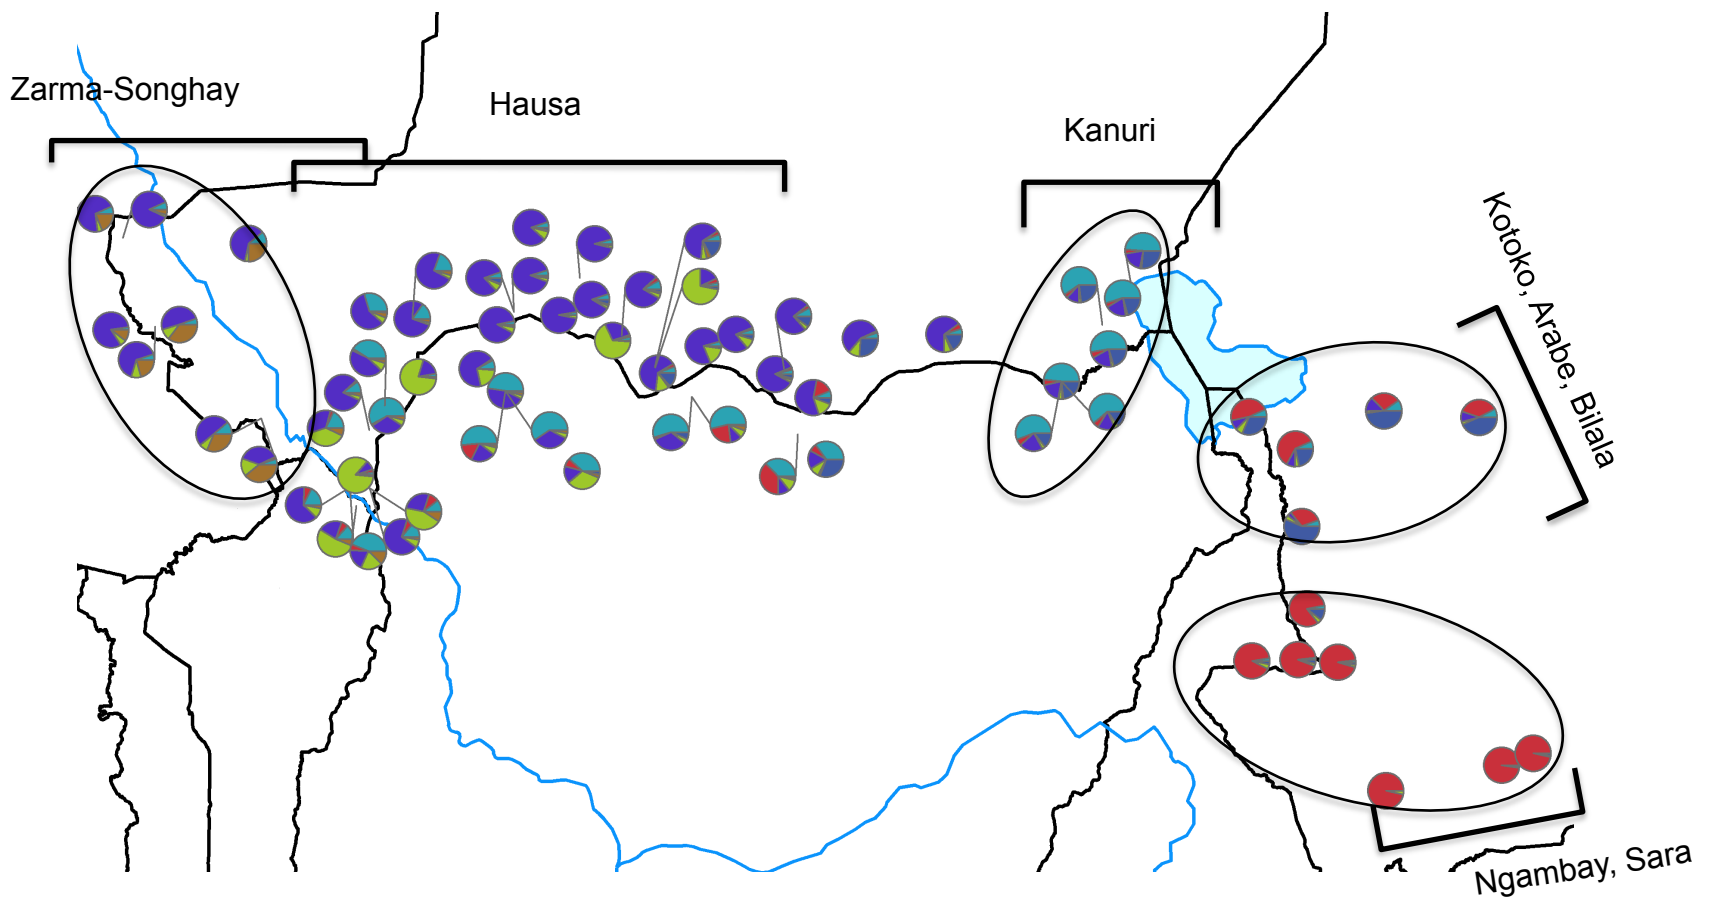 Zarma-Songhay
Hausa
Kanuri
Kotoko, Arabe, Bilala
Ngambay, Sara